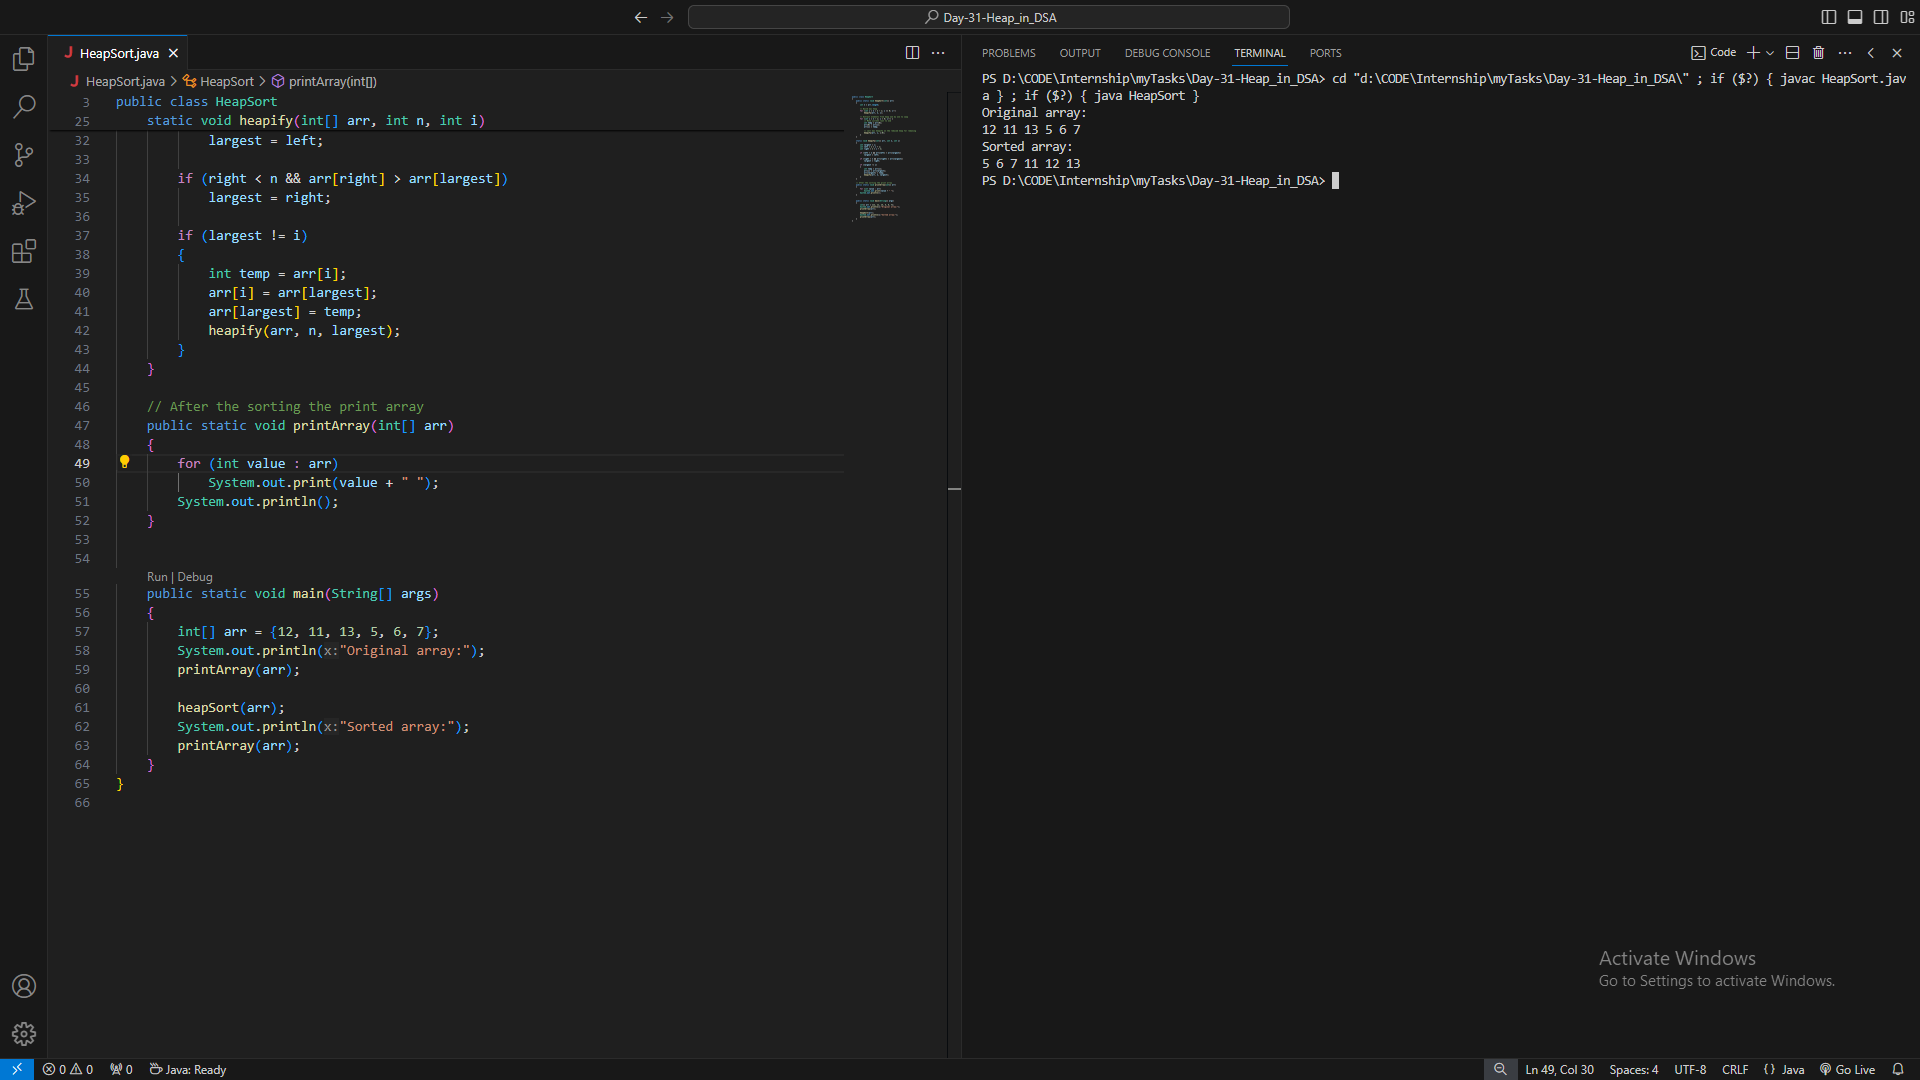 Day-31-Heap_in_DSA
J HeapSort.java
J HeapSort.java > HeapSort > printArray(int[])
3 public class HeapSort
25 static void heapify(int[] arr, int n, int i)
32 largest = left;
33
34 if (right < n && arr[right] > arr[largest])
35 largest = right;
36
37 if (largest != i)
38 {
39 int temp = arr[i];
40 arr[i] = arr[largest];
41 arr[largest] = temp;
42 heapify(arr, n, largest);
43 }
44 }
45
46 // After the sorting the print array
47 public static void printArray(int[] arr)
48 {
49 for (int value : arr)
50 System.out.print(value + " ");
51 System.out.println();
52 }
53
54
Run | Debug
55 public static void main(String[] args)
56 {
57 int[] arr = {12, 11, 13, 5, 6, 7};
58 System.out.println(x:"Original array:");
59 printArray(arr);
60
61 heapSort(arr);
62 System.out.println(x:"Sorted array:");
63 printArray(arr);
64 }
65 }
66
PROBLEMS OUTPUT DEBUG CONSOLE TERMINAL PORTS
Code
PS D:\CODE\Internship\myTasks\Day-31-Heap_in_DSA> cd "d:\CODE\Internship\myTasks\Day-31-Heap_in_DSA\" ; if ($?) { javac HeapSort.jav
a } ; if ($?) { java HeapSort }
Original array:
12 11 13 5 6 7
Sorted array:
5 6 7 11 12 13
PS D:\CODE\Internship\myTasks\Day-31-Heap_in_DSA>
Activate Windows
Go to Settings to activate Windows.
0 0 0 Java: Ready
Ln 49, Col 30 Spaces: 4 UTF-8 CRLF {} Java Go Live